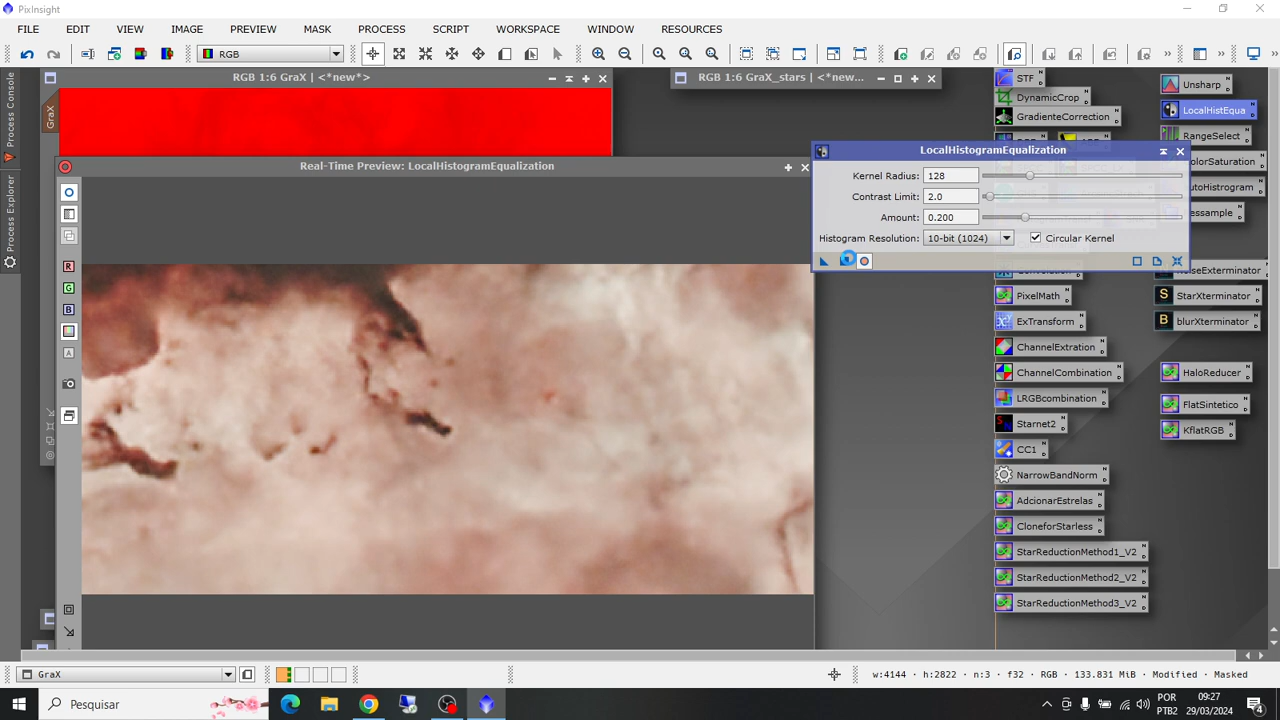 PixInsight
FILE EDIT VIEW IMAGE PREVIEW MASK PROCESS SCRIPT WORKSPACE WINDOW RESOURCES
RGB
Process Console
Process Explorer
RGB 1:6 GraX | <*new*>
GraX
RGB 1:6 GraX_stars | <*new...
Real-Time Preview: LocalHistogramEqualization
R
G
B
A
LocalHistogramEqualization
Kernel Radius: 128
Contrast Limit: 2.0
Amount: 0.200
Histogram Resolution: 10-bit (1024) Circular Kernel
STF
DynamicCrop
GradienteCorrection
PixelMath
ExTransform
ChannelExtration
ChannelCombination
LRGBcombination
Starnet2
CC1
NarrowBandNorm
AdcionarEstrelas
CloneforStarless
StarReductionMethod1_V2
StarReductionMethod2_V2
StarReductionMethod3_V2
Unsharp
LocalHistEqua
RangeSelect
StarXterminator
blurXterminator
HaloReducer
FlatSintetico
KflatRGB
GraX
w:4144 · h:2822 · n:3 · f32 · RGB · 133.831 MiB · Modified · Masked
Pesquisar
POR
PTB2
09:27
29/03/2024
4